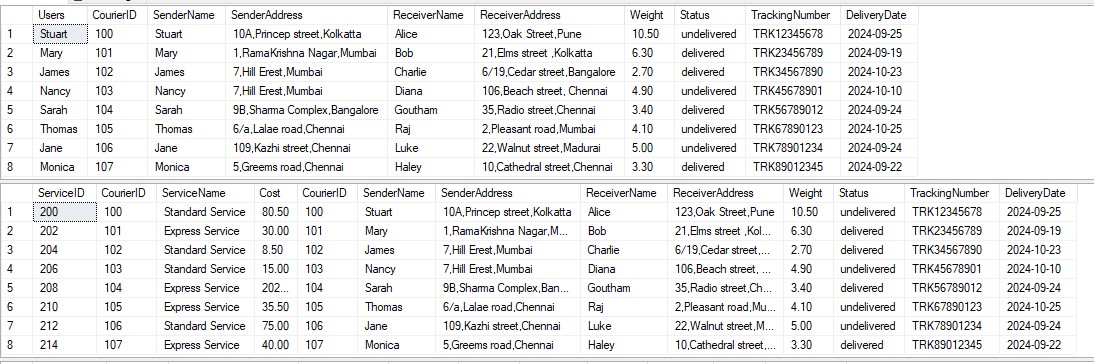 Users CourierID SenderName SenderAddress ReceiverName ReceiverAddress Weight Status TrackingNumber DeliveryDate
1 Stuart 100 Stuart 10A,Princep street,Kolkatta Alice 123,Oak Street,Pune 10.50 undelivered TRK12345678 2024-09-25
2 Mary 101 Mary 1,RamaKrishna Nagar,Mumbai Bob 21,Elms street ,Kolkatta 6.30 delivered TRK23456789 2024-09-19
3 James 102 James 7,Hill Erest,Mumbai Charlie 6/19,Cedar street,Bangalore 2.70 delivered TRK34567890 2024-10-23
4 Nancy 103 Nancy 7,Hill Erest,Mumbai Diana 106,Beach street, Chennai 4.90 undelivered TRK45678901 2024-10-10
5 Sarah 104 Sarah 9B,Sharma Complex,Bangalore Goutham 35,Radio street,Chennai 3.40 delivered TRK56789012 2024-09-24
6 Thomas 105 Thomas 6/a,Lalae road,Chennai Raj 2,Pleasant road,Mumbai 4.10 undelivered TRK67890123 2024-10-25
7 Jane 106 Jane 109,Kazhi street,Chennai Luke 22,Walnut street,Madurai 5.00 undelivered TRK78901234 2024-09-24
8 Monica 107 Monica 5,Greems road,Chennai Haley 10,Cathedral street,Chennai 3.30 delivered TRK89012345 2024-09-22
ServiceID CourierID ServiceName Cost CourierID SenderName SenderAddress ReceiverName ReceiverAddress Weight Status TrackingNumber DeliveryDate
1 200 100 Standard Service 80.50 100 Stuart 10A,Princep street,Kolkatta Alice 123,Oak Street,Pune 10.50 undelivered TRK12345678 2024-09-25
2 202 101 Express Service 30.00 101 Mary 1,RamaKrishna Nagar,M... Bob 21,Elms street ,Kol... 6.30 delivered TRK23456789 2024-09-19
3 204 102 Standard Service 8.50 102 James 7,Hill Erest,Mumbai Charlie 6/19,Cedar street,... 2.70 delivered TRK34567890 2024-10-23
4 206 103 Standard Service 15.00 103 Nancy 7,Hill Erest,Mumbai Diana 106,Beach street, ... 4.90 undelivered TRK45678901 2024-10-10
5 208 104 Express Service 202... 104 Sarah 9B,Sharma Complex,Ban... Goutham 35,Radio street,Ch... 3.40 delivered TRK56789012 2024-09-24
6 210 105 Express Service 35.50 105 Thomas 6/a,Lalae road,Chennai Raj 2,Pleasant road,Mu... 4.10 undelivered TRK67890123 2024-10-25
7 212 106 Standard Service 75.00 106 Jane 109,Kazhi street,Chennai Luke 22,Walnut street,M... 5.00 undelivered TRK78901234 2024-09-24
8 214 107 Express Service 40.00 107 Monica 5,Greems road,Chennai Haley 10,Cathedral street,... 3.30 delivered TRK89012345 2024-09-22